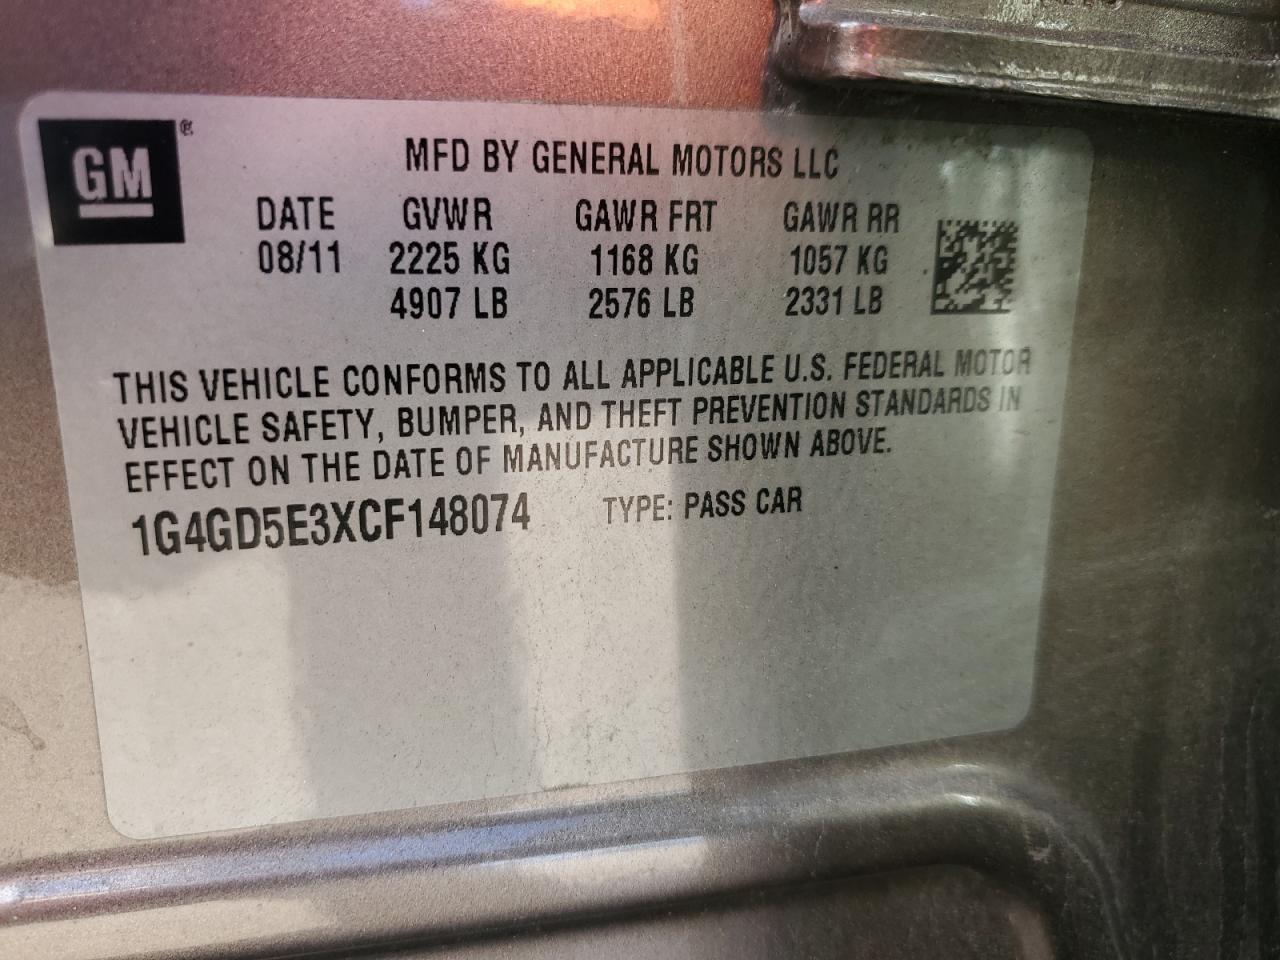 GM®
MFD BY GENERAL MOTORS LLC
DATE GVWR GAWR FRT GAWR RR
08/11 2225 KG 1168 KG 1057 KG
4907 LB 2576 LB 2331 LB
THIS VEHICLE CONFORMS TO ALL APPLICABLE U.S. FEDERAL MOTOR
VEHICLE SAFETY, BUMPER, AND THEFT PREVENTION STANDARDS IN
EFFECT ON THE DATE OF MANUFACTURE SHOWN ABOVE.
1G4GD5E3XCF148074 TYPE: PASS CAR